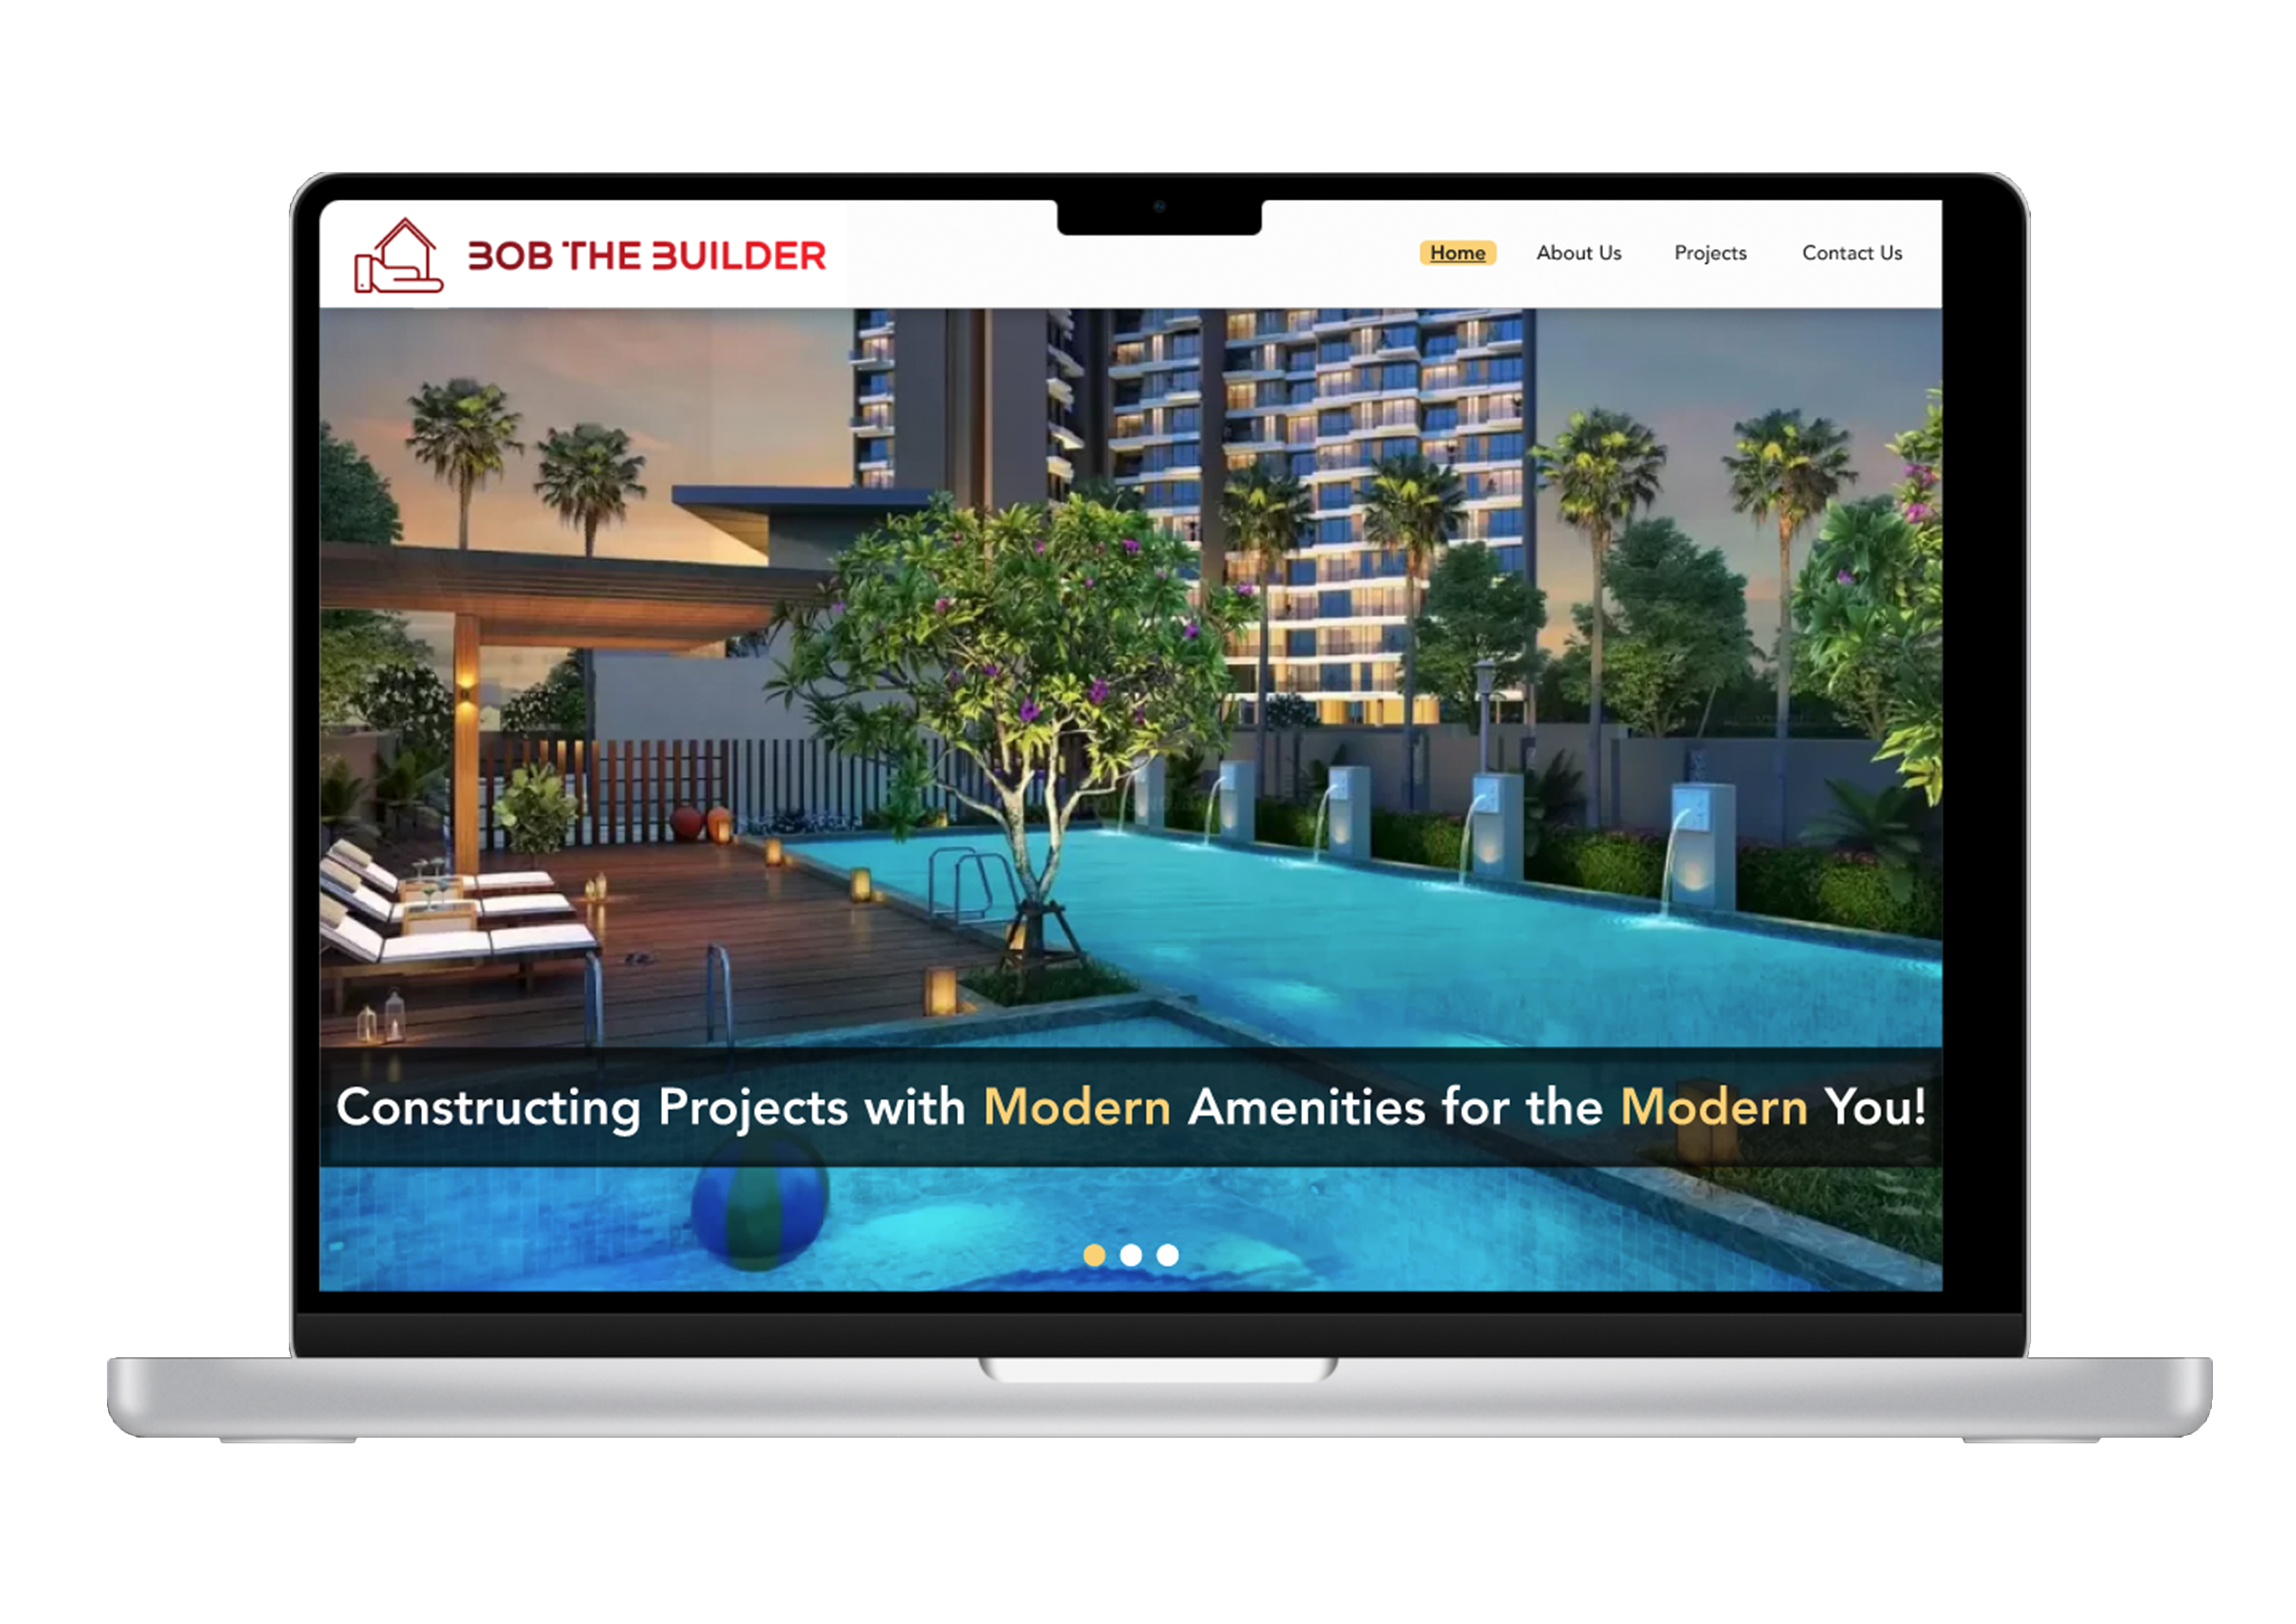 BOB THE BUILDER
Home About Us Projects Contact Us
Constructing Projects with Modern Amenities for the Modern You!